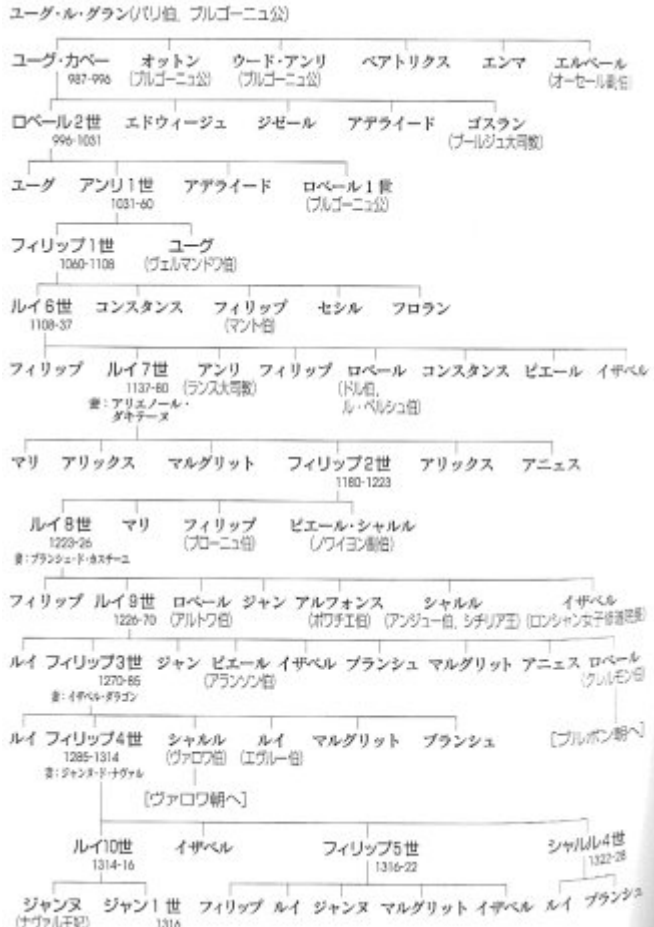 ユーグ・ル・グラン(パリ伯, ブルゴーニュ公)
ユーグ・カペー オットン ウード・アンリ ベアトリクス エンマ エルベール
987-996 (ブルゴーニュ公) (ブルゴーニュ公) (オーセール副伯)
ロベール2世 エドウィージュ ジゼール アデライード ゴスラン
996-1031 (ブールジュ大司教)
ユーグ アンリ1世 アデライード ロベール1世
1031-60 (ブルゴーニュ公)
フィリップ1世 ユーグ
1060-1108 (ヴェルマンドワ伯)
ルイ6世 コンスタンス フィリップ セシル フロラン
1108-37 (マント伯)
フィリップ ルイ7世 アンリ フィリップ ロベール コンスタンス ピエール イザベル
1137-80 (ランス大司教) (ドル伯,
妻:アリエノール・ ル・ペルシュ伯)
ダキテーヌ
マリ アリックス マルグリット フィリップ2世 アリックス アニェス
1180-1223
ルイ8世 マリ フィリップ ピエール・シャルル
1223-26 (ブローニュ伯) (ノワイヨン副伯)
妻:ブランシュ・ド・カスチーユ
フィリップ ルイ9世 ロベール ジャン アルフォンス シャルル イザベル
1226-70 (アルトワ伯) (ポワチエ伯) (アンジュー伯, シチリア王) (ロンシャン女子修道院長)
ルイ フィリップ3世 ジャン ピエール イザベル ブランシュ マルグリット アニェス ロベール
1270-85 (アランソン伯) (クレルモン伯)
妻:イザベル・ダラゴン
ルイ フィリップ4世 シャルル ルイ マルグリット ブランシュ [ブルボン朝へ]
1285-1314 (ヴァロワ伯) (エヴルー伯)
妻:ジャンヌ・ド・ナヴァル
[ヴァロワ朝へ]
ルイ10世 イザベル フィリップ5世 シャルル4世
1314-16 1316-22 1322-28
ジャンヌ ジャン1世 フィリップ ルイ ジャンヌ マルグリット イザベル ルイ ブランシュ
(ナヴァル王妃) 1316